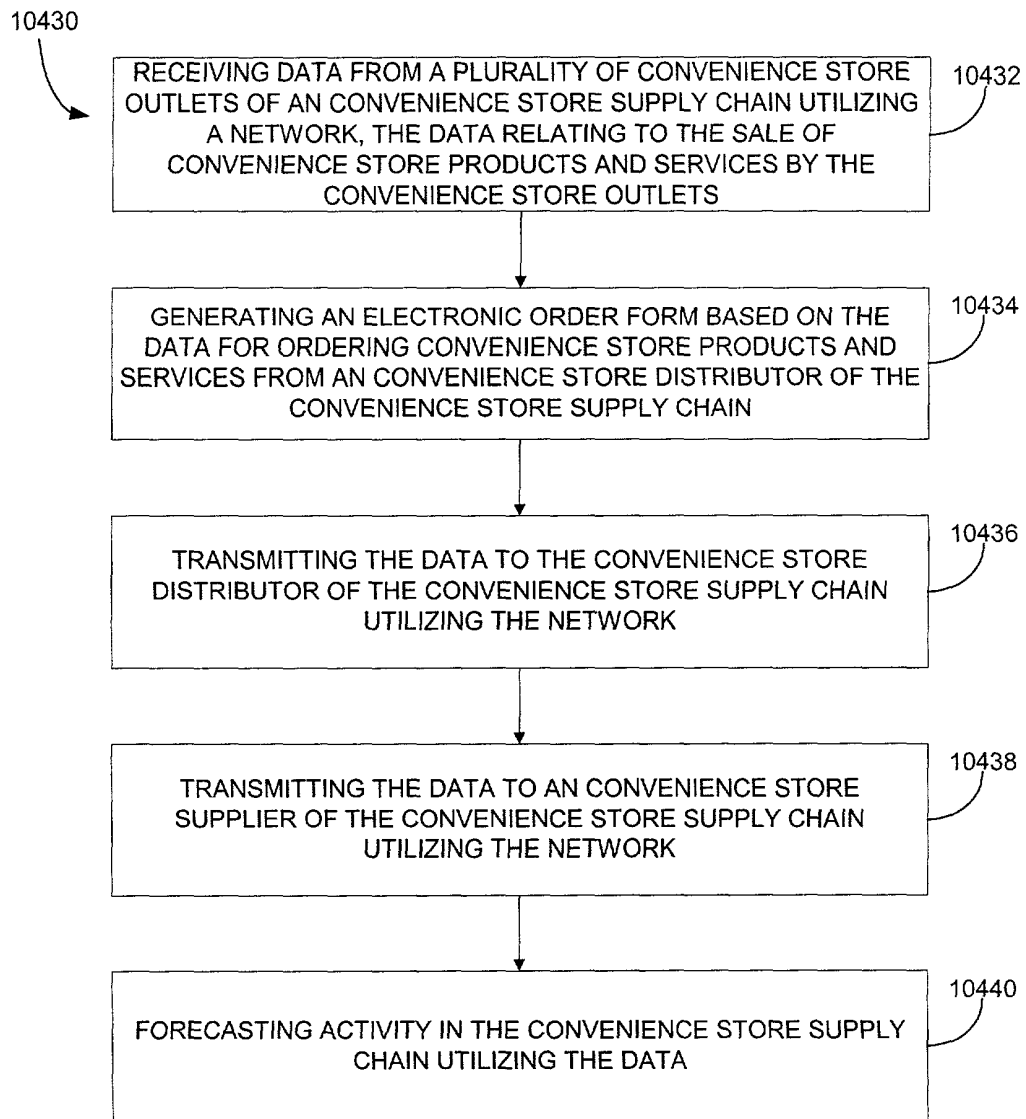 10430
RECEIVING DATA FROM A PLURALITY OF CONVENIENCE STORE
OUTLETS OF AN CONVENIENCE STORE SUPPLY CHAIN UTILIZING
A NETWORK, THE DATA RELATING TO THE SALE OF
CONVENIENCE STORE PRODUCTS AND SERVICES BY THE
CONVENIENCE STORE OUTLETS
10432
GENERATING AN ELECTRONIC ORDER FORM BASED ON THE
DATA FOR ORDERING CONVENIENCE STORE PRODUCTS AND
SERVICES FROM AN CONVENIENCE STORE DISTRIBUTOR OF THE
CONVENIENCE STORE SUPPLY CHAIN
10434
TRANSMITTING THE DATA TO THE CONVENIENCE STORE
DISTRIBUTOR OF THE CONVENIENCE STORE SUPPLY CHAIN
UTILIZING THE NETWORK
10436
TRANSMITTING THE DATA TO AN CONVENIENCE STORE
SUPPLIER OF THE CONVENIENCE STORE SUPPLY CHAIN
UTILIZING THE NETWORK
10438
FORECASTING ACTIVITY IN THE CONVENIENCE STORE SUPPLY
CHAIN UTILIZING THE DATA
10440